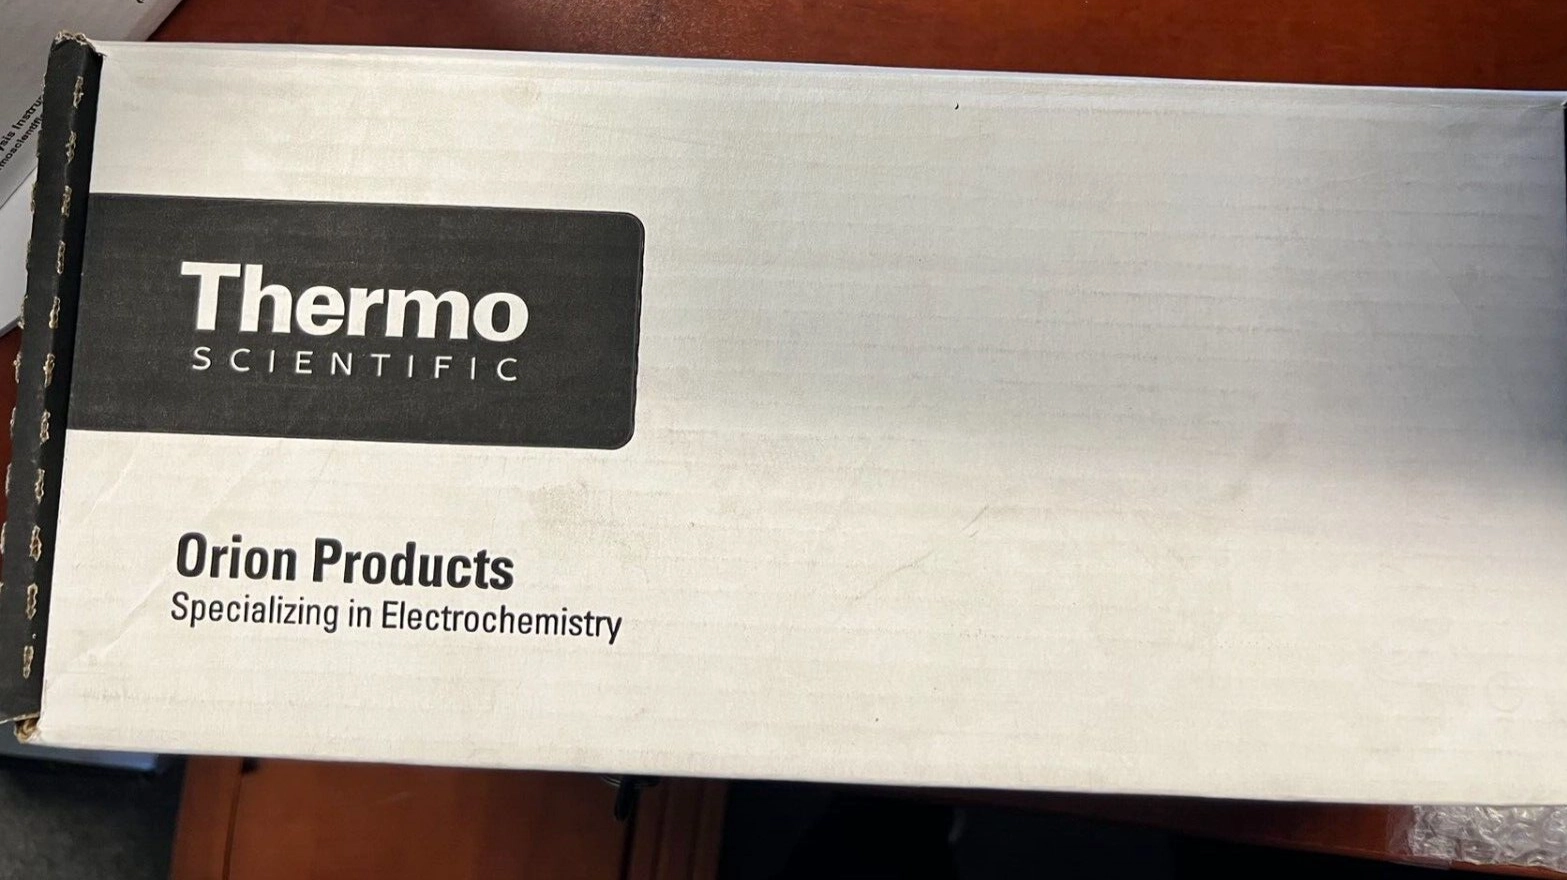 Thermo
SCIENTIFIC
Orion Products
Specializing in Electrochemistry